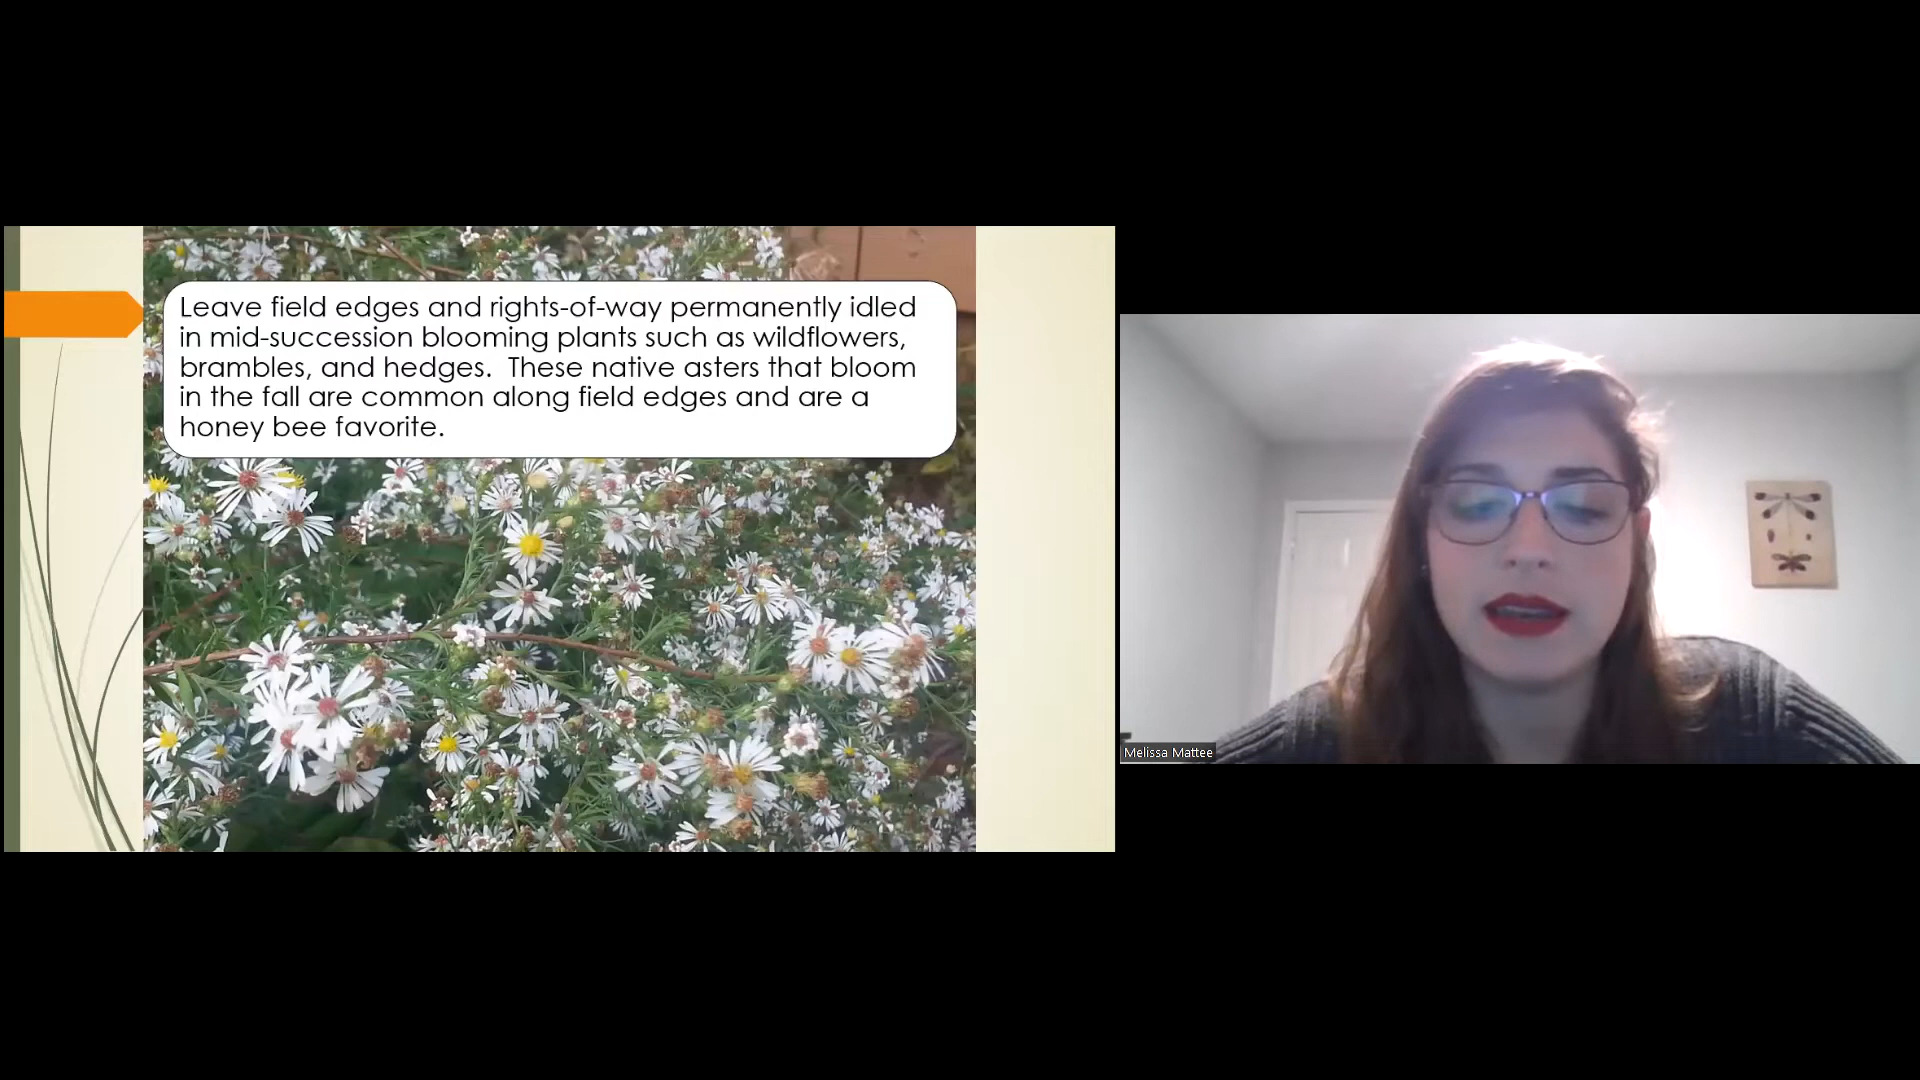 Leave field edges and rights-of-way permanently idled
in mid-succession blooming plants such as wildflowers,
brambles, and hedges.  These native asters that bloom
in the fall are common along field edges and are a
honey bee favorite.
Melissa Mattee